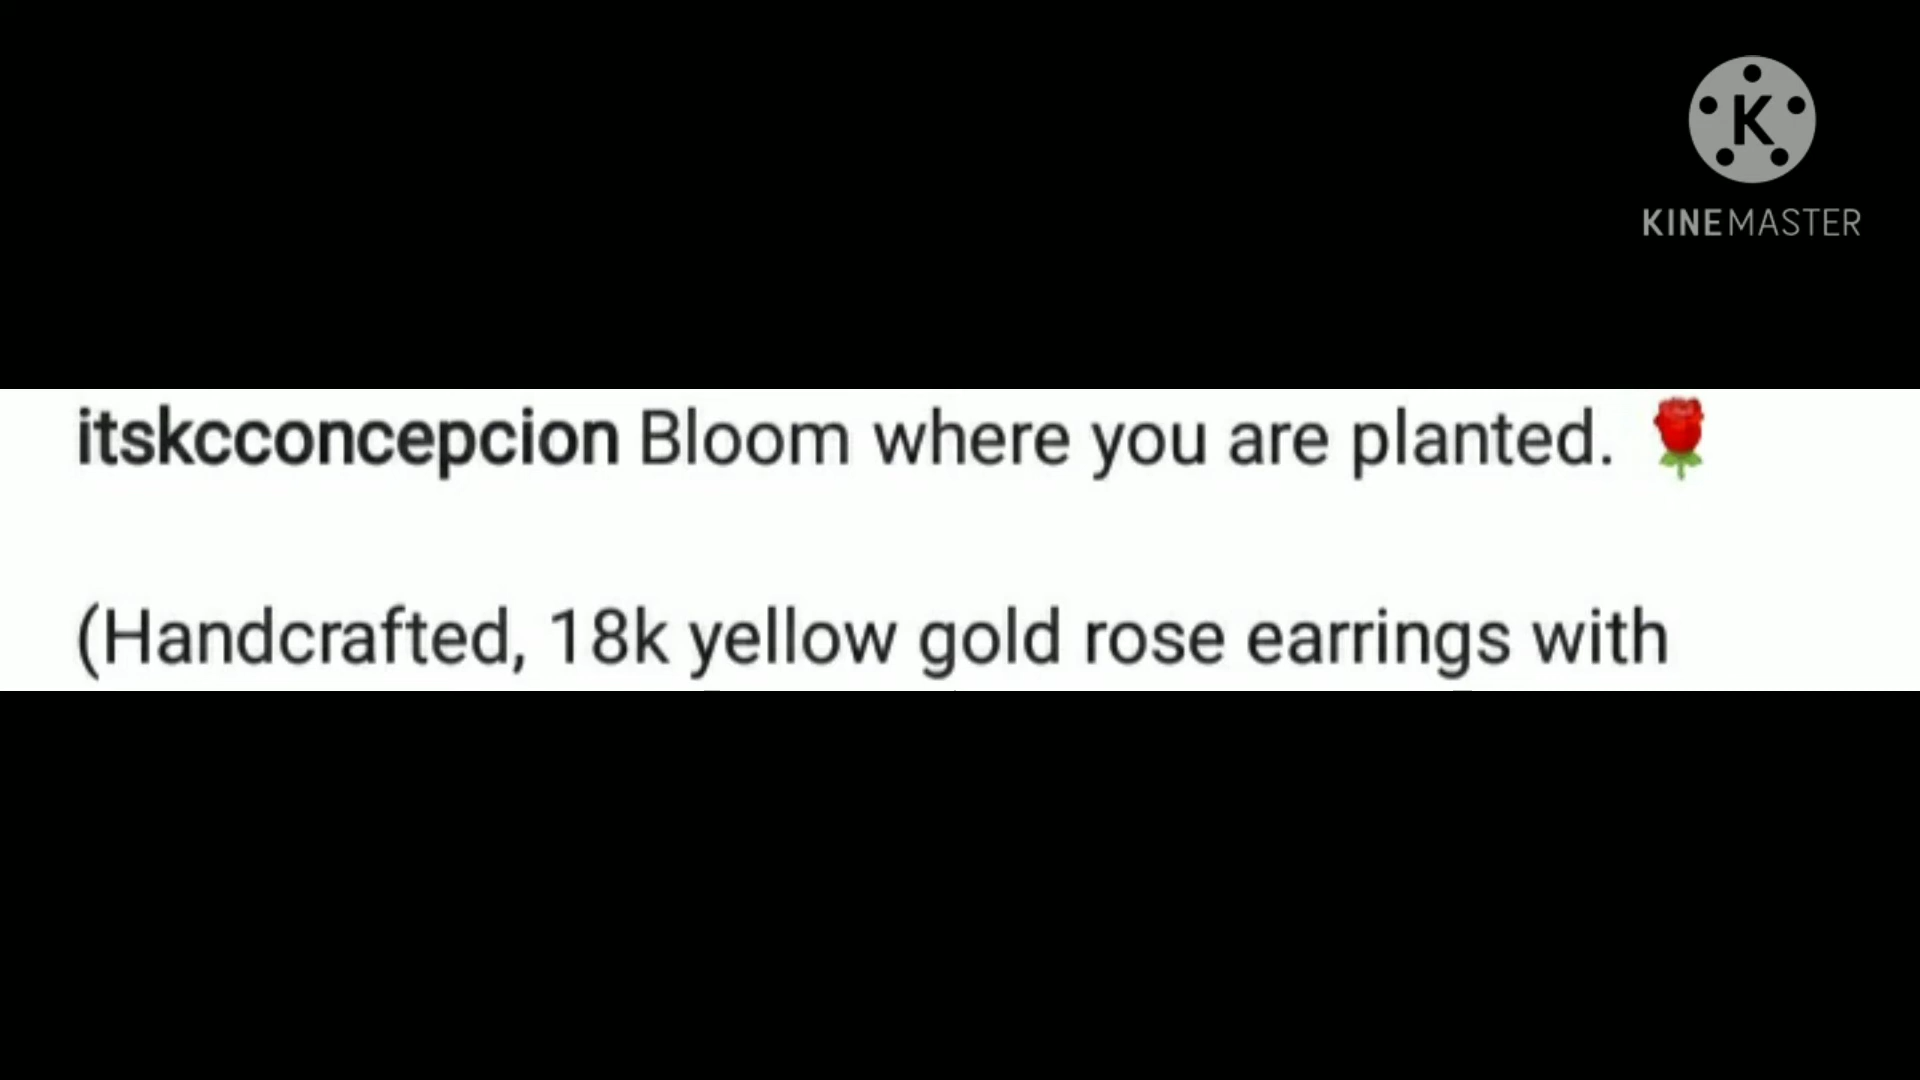 K
KINEMASTER
itskcconcepcion Bloom where you are planted. 🌹
(Handcrafted, 18k yellow gold rose earrings with